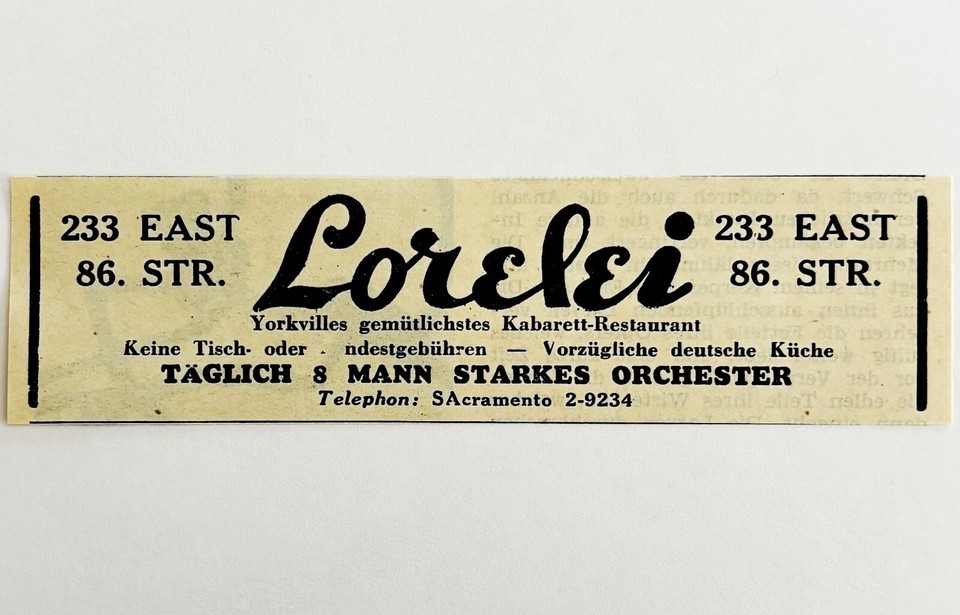 233 EAST
86. STR.
Lorelei
233 EAST
86. STR.
Yorkvilles gemütlichstes Kabarett-Restaurant
Keine Tisch- oder ndestgebühren — Vorzügliche deutsche Küche
TÄGLICH 8 MANN STARKES ORCHESTER
Telephon: SAcramento 2-9234